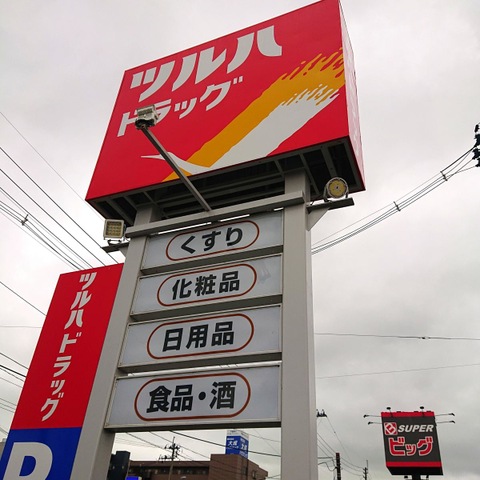 ツルハ
ドラッグ
くすり
化粧品
日用品
食品・酒
ツルハドラッグ
P
SUPER
ビッグ